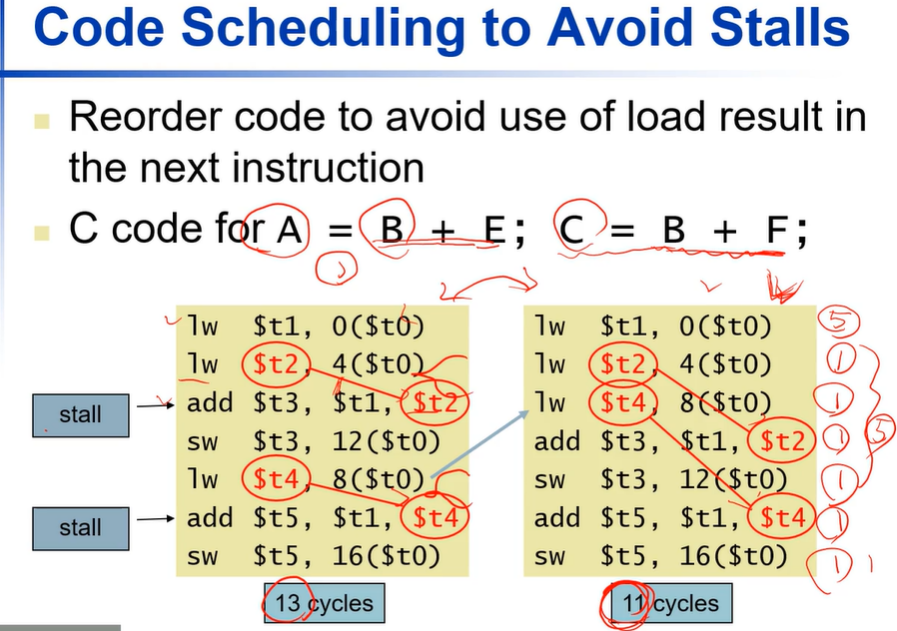 Code Scheduling to Avoid Stalls
Reorder code to avoid use of load result in
the next instruction
C code for A = B + E; C = B + F;
lw $t1, 0($t0)
lw $t2, 4($t0)
stall
add $t3, $t1, $t2
sw $t3, 12($t0)
lw $t4, 8($t0)
stall
add $t5, $t1, $t4
sw $t5, 16($t0)
13 cycles
lw $t1, 0($t0) 5
lw $t2, 4($t0) 1
lw $t4, 8($t0) 1
add $t3, $t1, $t2 1
sw $t3, 12($t0) 1
add $t5, $t1, $t4 1
sw $t5, 16($t0) 1
11 cycles